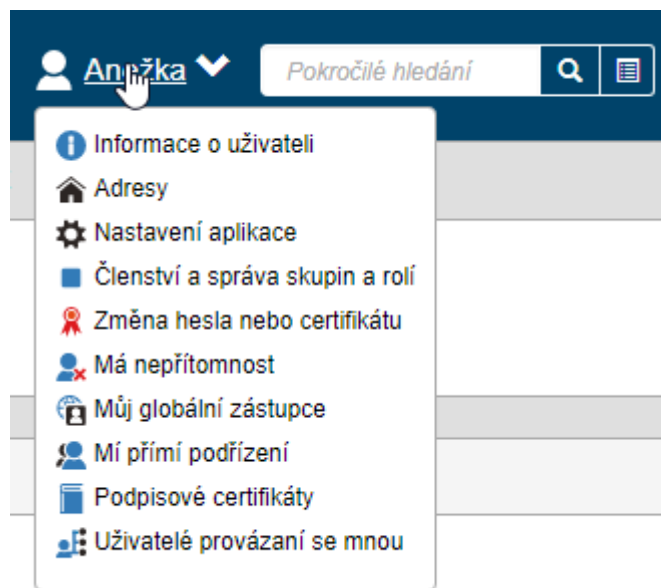 Anežka
Pokročilé hledání
Informace o uživateli
Adresy
Nastavení aplikace
Členství a správa skupin a rolí
Změna hesla nebo certifikátu
Má nepřítomnost
Můj globální zástupce
Mí přímí podřízení
Podpisové certifikáty
Uživatelé provázaní se mnou